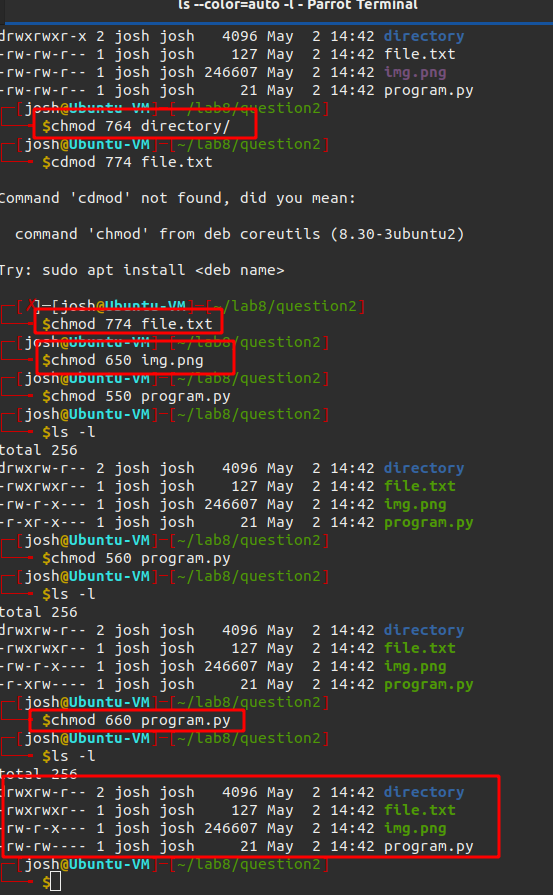 ls --color=auto -l - Parrot Terminal
drwxrwxr-x 2 josh josh 4096 May 2 14:42 directory
-rw-rw-r-- 1 josh josh 127 May 2 14:42 file.txt
-rw-rw-r-- 1 josh josh 246607 May 2 14:42 img.png
-rw-rw-r-- 1 josh josh 21 May 2 14:42 program.py
[josh@Ubuntu-VM]─[~/lab8/question2]
$chmod 764 directory/
[josh@Ubuntu-VM]─[~/lab8/question2]
$cdmod 774 file.txt
Command 'cdmod' not found, did you mean:
command 'chmod' from deb coreutils (8.30-3ubuntu2)
Try: sudo apt install <deb name>
[✗]─[josh@Ubuntu-VM]─[~/lab8/question2]
$chmod 774 file.txt
[josh@Ubuntu-VM]─[~/lab8/question2]
$chmod 650 img.png
[josh@Ubuntu-VM]─[~/lab8/question2]
$chmod 550 program.py
[josh@Ubuntu-VM]─[~/lab8/question2]
$ls -l
total 256
drwxrw-r-- 2 josh josh 4096 May 2 14:42 directory
-rwxrwxr-- 1 josh josh 127 May 2 14:42 file.txt
-rw-r-x--- 1 josh josh 246607 May 2 14:42 img.png
-r-xr-x--- 1 josh josh 21 May 2 14:42 program.py
[josh@Ubuntu-VM]─[~/lab8/question2]
$chmod 560 program.py
[josh@Ubuntu-VM]─[~/lab8/question2]
$ls -l
total 256
drwxrw-r-- 2 josh josh 4096 May 2 14:42 directory
-rwxrwxr-- 1 josh josh 127 May 2 14:42 file.txt
-rw-r-x--- 1 josh josh 246607 May 2 14:42 img.png
-r-xrw---- 1 josh josh 21 May 2 14:42 program.py
[josh@Ubuntu-VM]─[~/lab8/question2]
$chmod 660 program.py
[josh@Ubuntu-VM]─[~/lab8/question2]
$ls -l
total 256
drwxrw-r-- 2 josh josh 4096 May 2 14:42 directory
-rwxrwxr-- 1 josh josh 127 May 2 14:42 file.txt
-rw-r-x--- 1 josh josh 246607 May 2 14:42 img.png
-rw-rw---- 1 josh josh 21 May 2 14:42 program.py
[josh@Ubuntu-VM]─[~/lab8/question2]
$